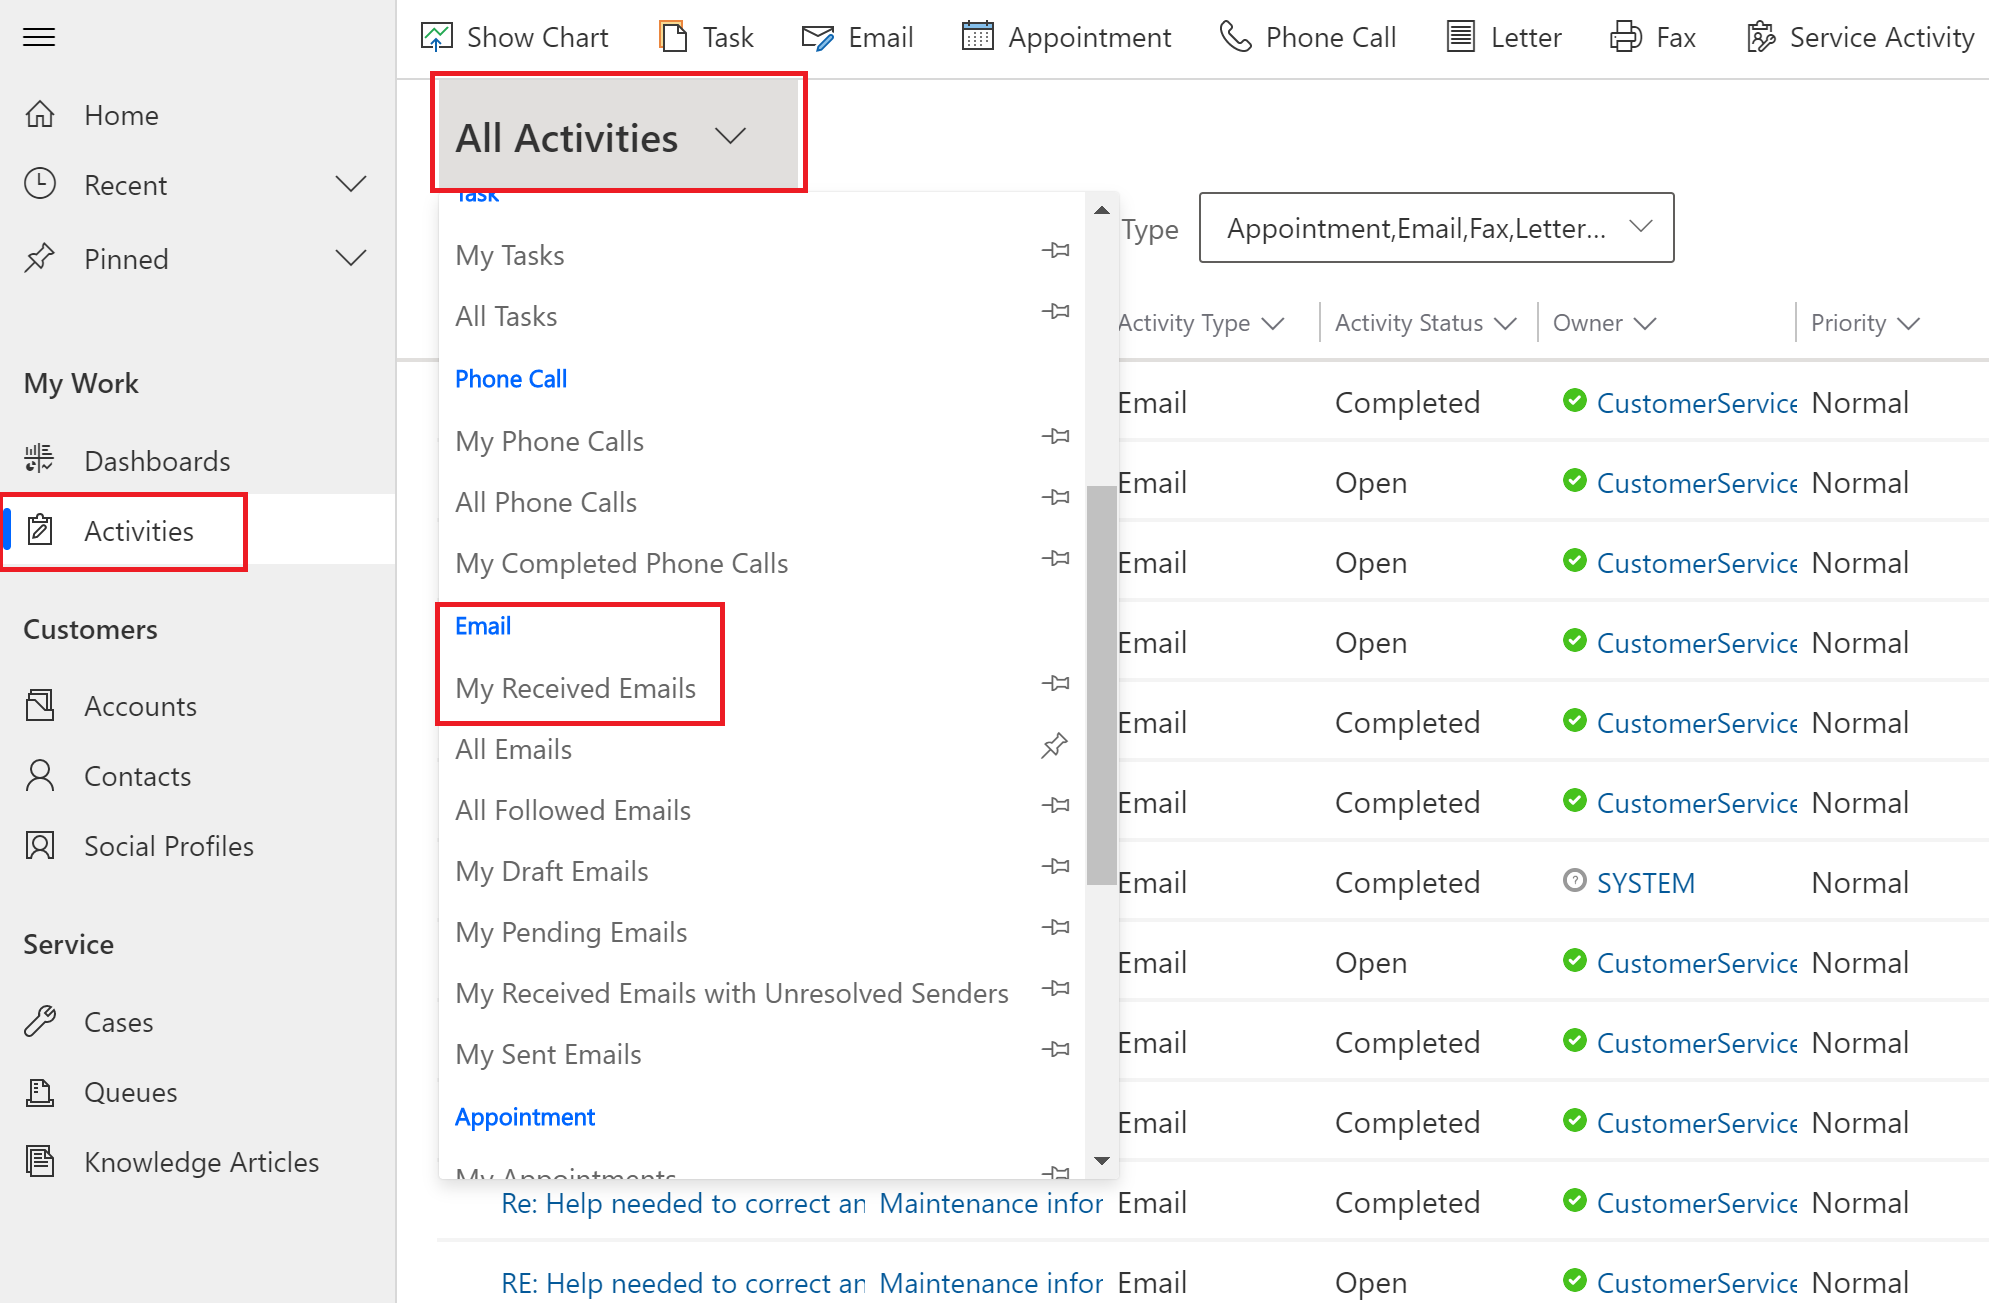 Show Chart Task Email Appointment Phone Call Letter Fax Service Activity
Home
Recent
Pinned
My Work
Dashboards
Activities
Customers
Accounts
Contacts
Social Profiles
Service
Cases
Queues
Knowledge Articles
All Activities
Task
My Tasks
All Tasks
Phone Call
My Phone Calls
All Phone Calls
My Completed Phone Calls
Email
My Received Emails
All Emails
All Followed Emails
My Draft Emails
My Pending Emails
My Received Emails with Unresolved Senders
My Sent Emails
Appointment
My Appointments
Type Appointment,Email,Fax,Letter...
Activity Type Activity Status Owner Priority
Email Completed CustomerService Normal
Email Open CustomerService Normal
Email Open CustomerService Normal
Email Open CustomerService Normal
Email Completed CustomerService Normal
Email Completed CustomerService Normal
Email Completed SYSTEM Normal
Email Open CustomerService Normal
Email Completed CustomerService Normal
Email Completed CustomerService Normal
Re: Help needed to correct an Maintenance infor Email Completed CustomerService Normal
RE: Help needed to correct an Maintenance infor Email Open CustomerService Normal